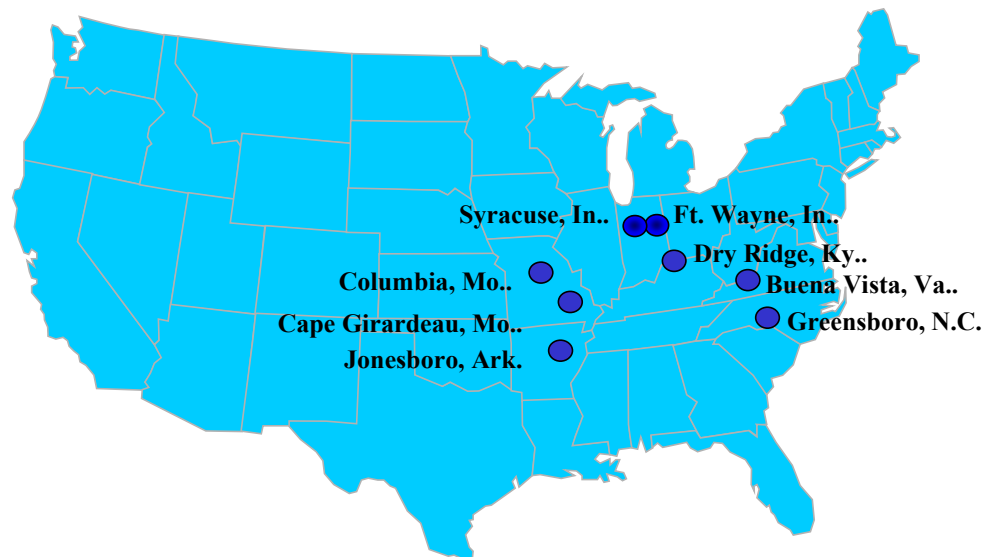 Syracuse, In..
Ft. Wayne, In..
Dry Ridge, Ky..
Columbia, Mo..
Buena Vista, Va..
Cape Girardeau, Mo..
Greensboro, N.C.
Jonesboro, Ark.